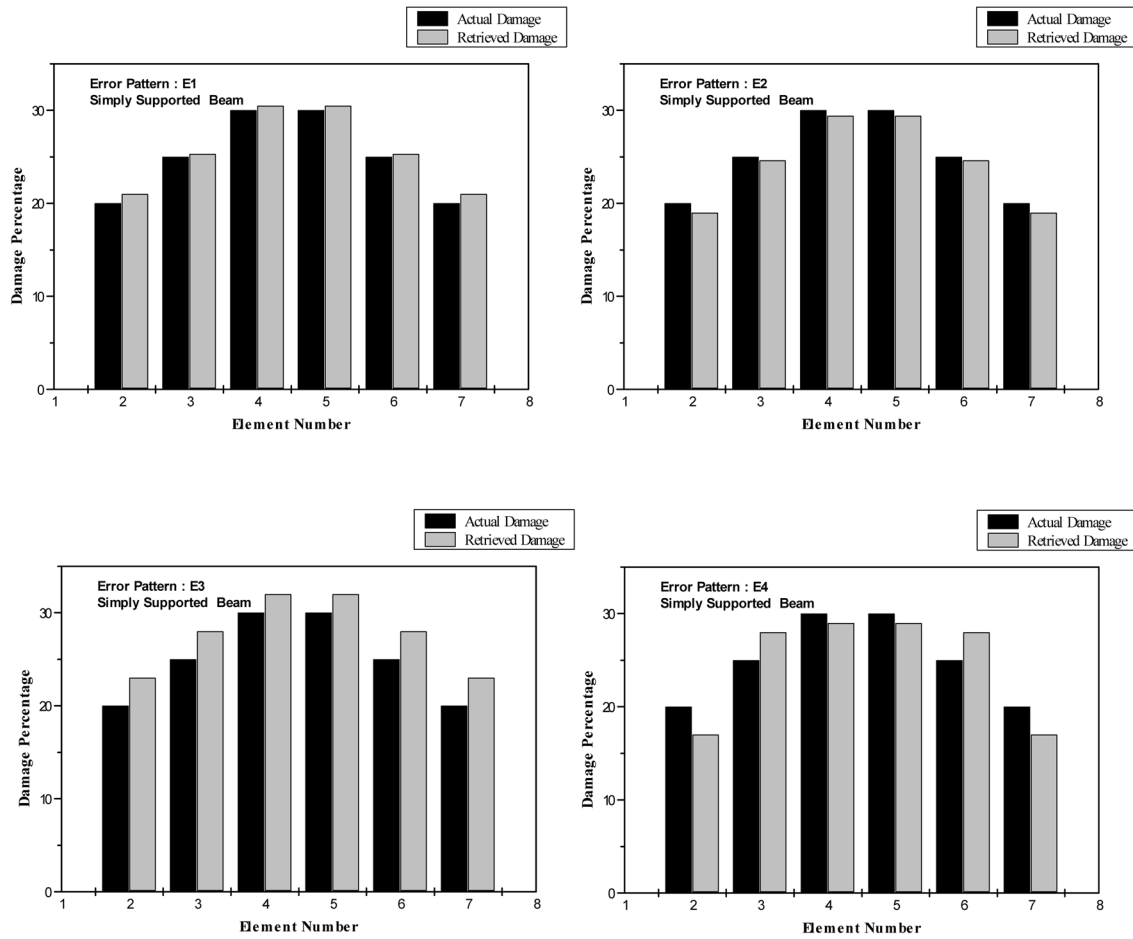 Actual Damage
Retrieved Damage
Error Pattern : E1
Simply Supported Beam
30
20
10
0
Damage Percentage
1 2 3 4 5 6 7 8
Element Number
Actual Damage
Retrieved Damage
Error Pattern : E2
Simply Supported Beam
30
20
10
0
Damage Percentage
1 2 3 4 5 6 7 8
Element Number
Actual Damage
Retrieved Damage
Error Pattern : E3
Simply Supported Beam
30
20
10
0
Damage Percentage
1 2 3 4 5 6 7 8
Element Number
Actual Damage
Retrieved Damage
Error Pattern : E4
Simply Supported Beam
30
20
10
0
Damage Percentage
1 2 3 4 5 6 7 8
Element Number